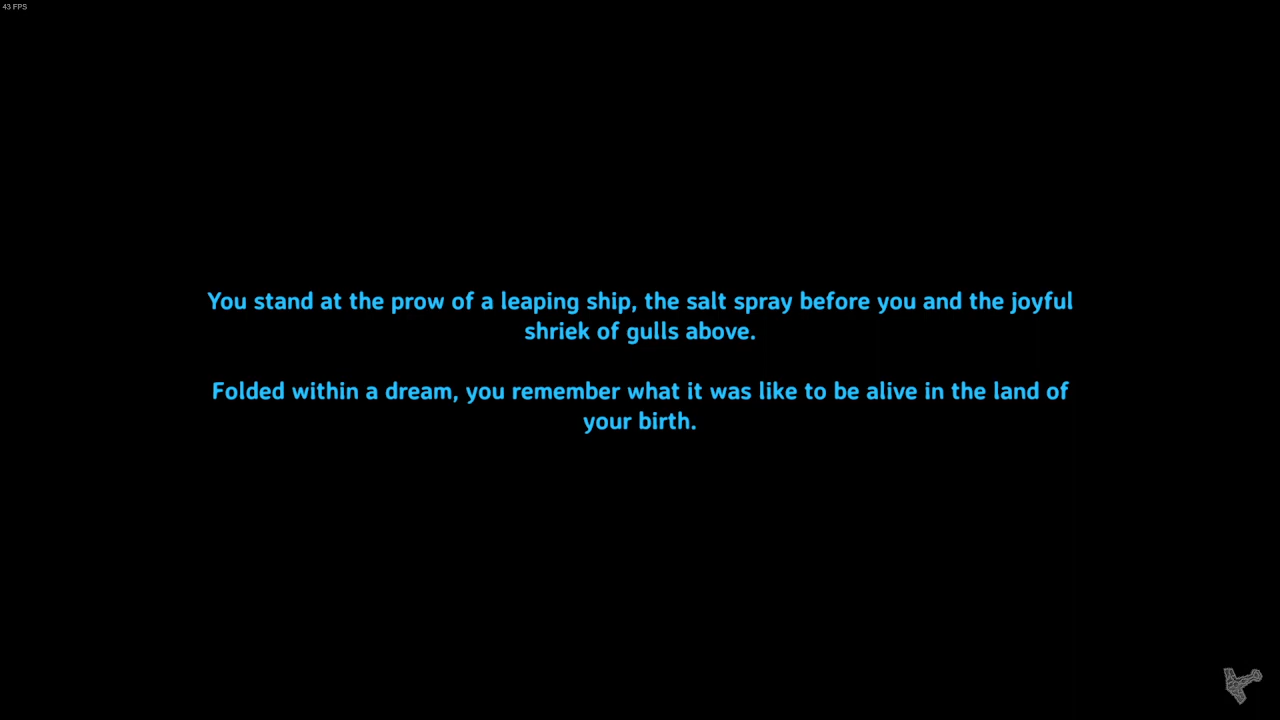 43 FPS
You stand at the prow of a leaping ship, the salt spray before you and the joyful
shriek of gulls above.
Folded within a dream, you remember what it was like to be alive in the land of
your birth.